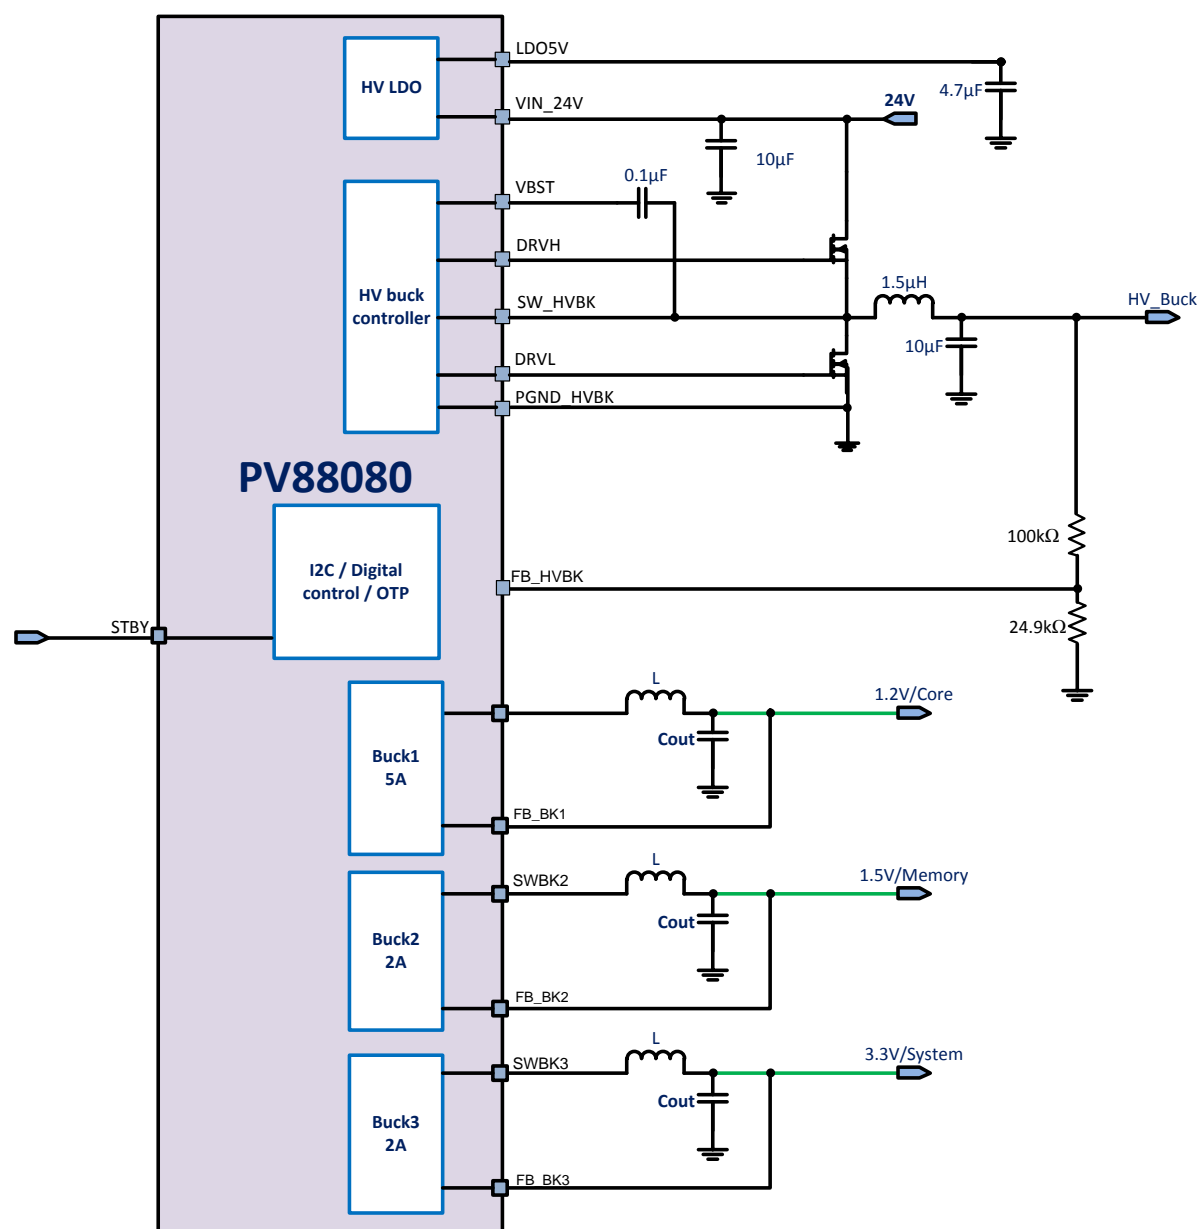 LDO5V
HV LDO
4.7µF
VIN_24V
24V
10µF
VBST
0.1µF
DRVH
HV buck
controller
SW_HVBK
1.5µH
HV_Buck
10µF
DRVL
PGND_HVBK
PV88080
100kΩ
I2C / Digital
control / OTP
FB_HVBK
24.9kΩ
STBY
L
1.2V/Core
Cout
Buck1
5A
FB_BK1
L
1.5V/Memory
SWBK2
Cout
Buck2
2A
FB_BK2
L
3.3V/System
SWBK3
Cout
Buck3
2A
FB_BK3